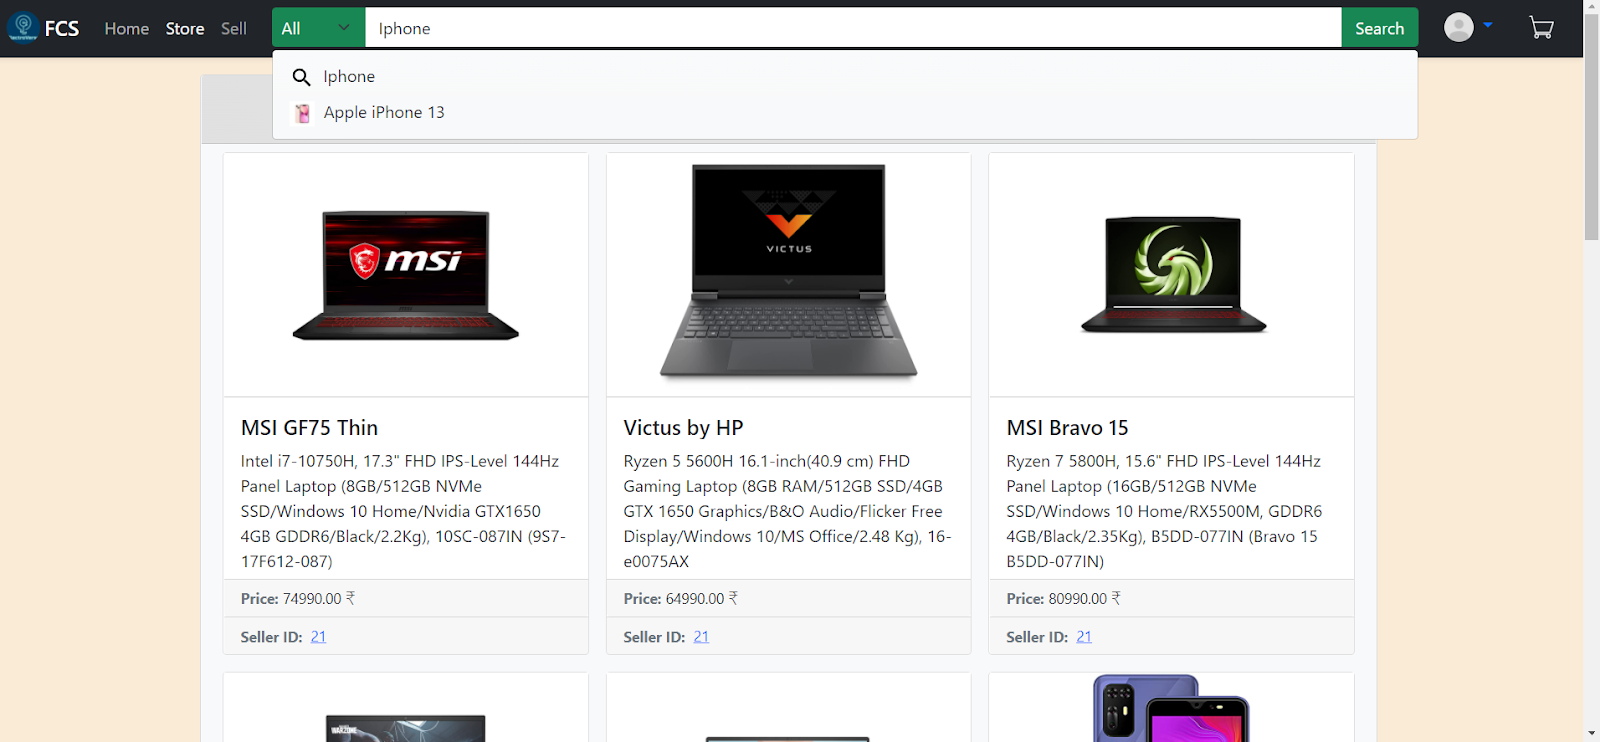 FCS Home Store Sell All Iphone Search
Iphone
Apple iPhone 13
msi
VICTUS
MSI GF75 Thin
Intel i7-10750H, 17.3" FHD IPS-Level 144Hz
Panel Laptop (8GB/512GB NVMe
SSD/Windows 10 Home/Nvidia GTX1650
4GB GDDR6/Black/2.2Kg), 10SC-087IN (9S7-
17F612-087)
Price: 74990.00 ₹
Seller ID: 21
Victus by HP
Ryzen 5 5600H 16.1-inch(40.9 cm) FHD
Gaming Laptop (8GB RAM/512GB SSD/4GB
GTX 1650 Graphics/B&O Audio/Flicker Free
Display/Windows 10/MS Office/2.48 Kg), 16-
e0075AX
Price: 64990.00 ₹
Seller ID: 21
MSI Bravo 15
Ryzen 7 5800H, 15.6" FHD IPS-Level 144Hz
Panel Laptop (16GB/512GB NVMe
SSD/Windows 10 Home/RX5500M, GDDR6
4GB/Black/2.35Kg), B5DD-077IN (Bravo 15
B5DD-077IN)
Price: 80990.00 ₹
Seller ID: 21
WARZONE